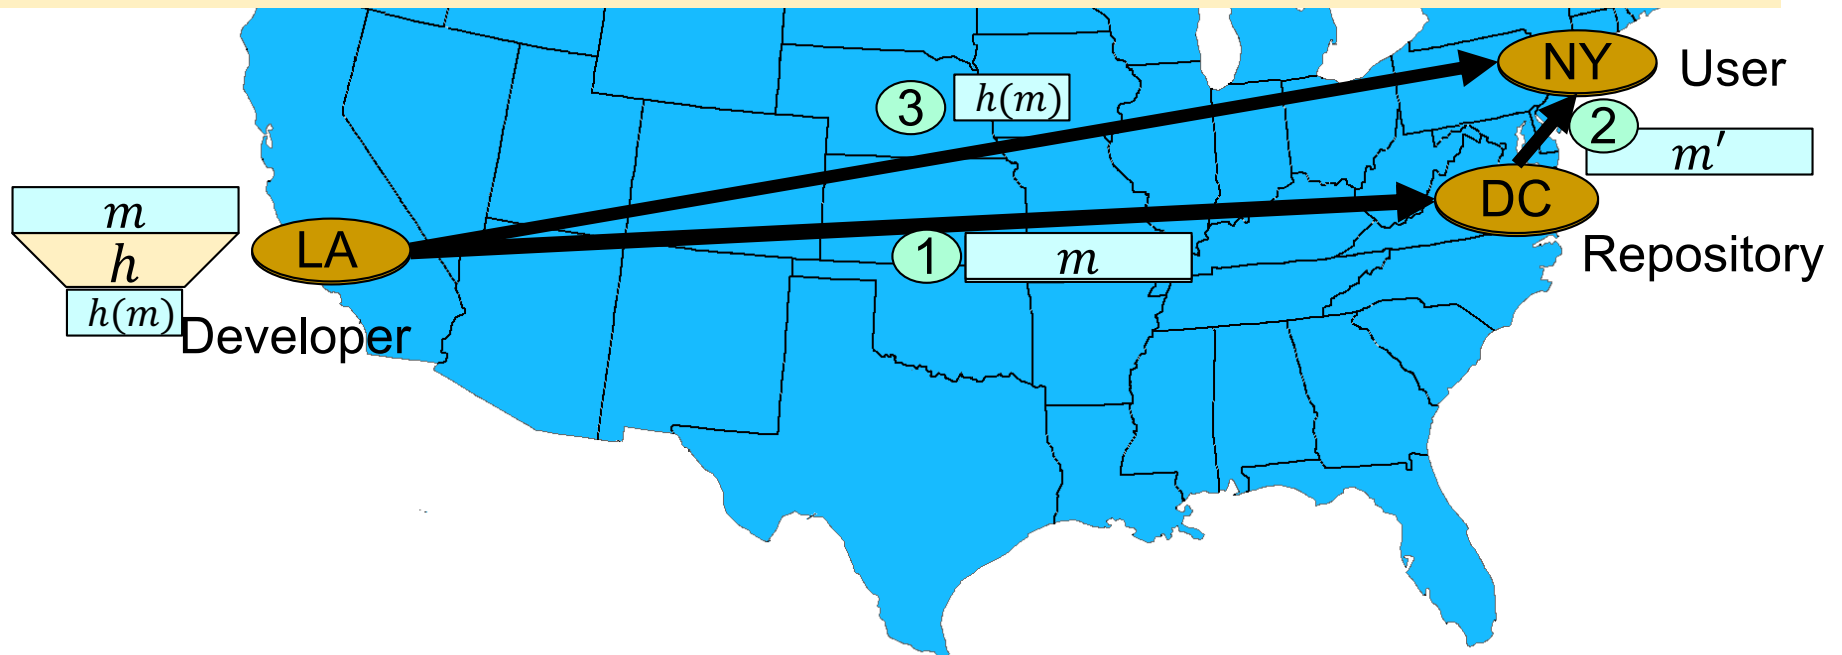 NY
User
3
h(m)
2
m′
m
h
h(m)
LA
Developer
DC
Repository
1
m